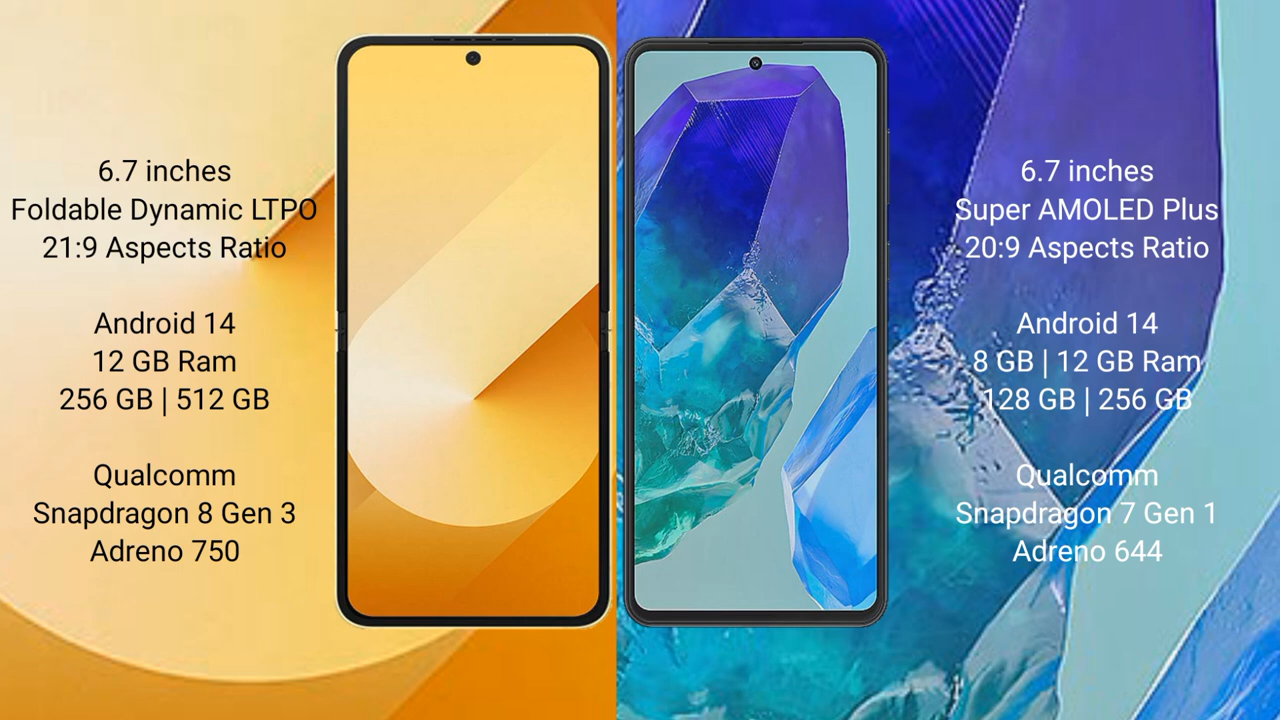 6.7 inches
Foldable Dynamic LTPO
21:9 Aspects Ratio
Android 14
12 GB Ram
256 GB | 512 GB
Qualcomm
Snapdragon 8 Gen 3
Adreno 750
6.7 inches
Super AMOLED Plus
20:9 Aspects Ratio
Android 14
8 GB | 12 GB Ram
128 GB | 256 GB
Qualcomm
Snapdragon 7 Gen 1
Adreno 644